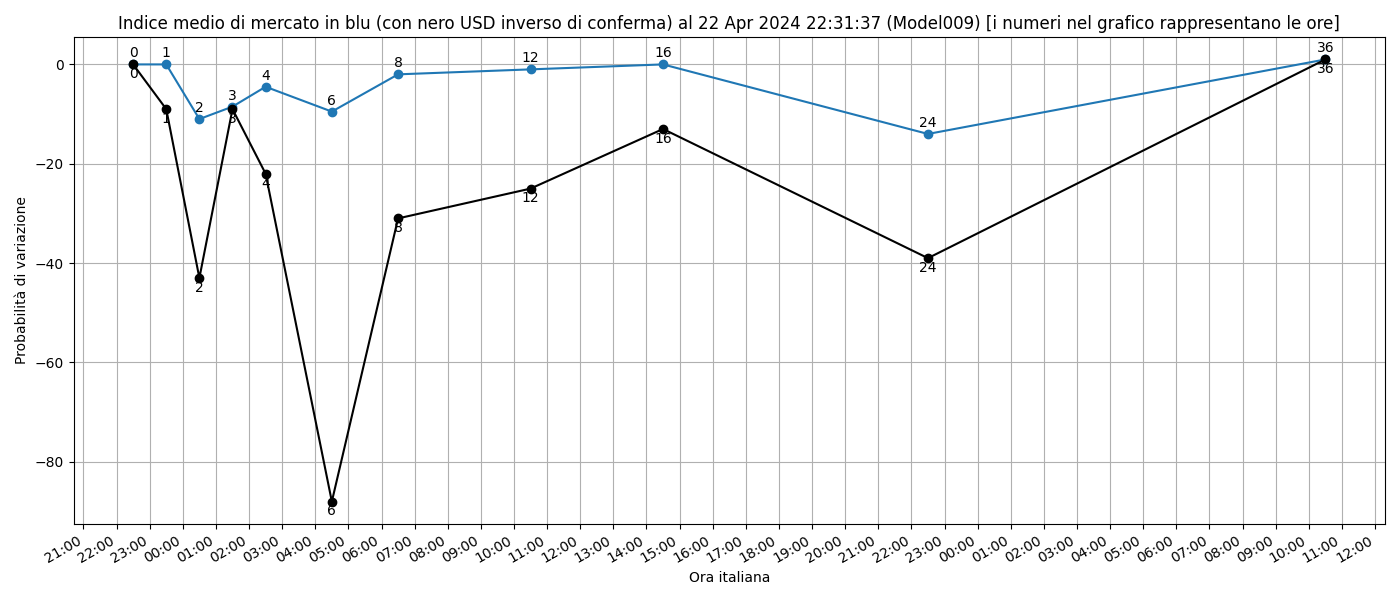 Indice medio di mercato in blu (con nero USD inverso di conferma) al 22 Apr 2024 22:31:37 (Model009) [i numeri nel grafico rappresentano le ore]
0 1 2 3 4 6 8 12 16 24 36
0 1 2 3 4 6 8 12 16 24 36
Probabilità di variazione
0
−20
−40
−60
−80
21:00 22:00 23:00 00:00 01:00 02:00 03:00 04:00 05:00 06:00 07:00 08:00 09:00 10:00 11:00 12:00 13:00 14:00 15:00 16:00 17:00 18:00 19:00 20:00 21:00 22:00 23:00 00:00 01:00 02:00 03:00 04:00 05:00 06:00 07:00 08:00 09:00 10:00 11:00 12:00
Ora italiana